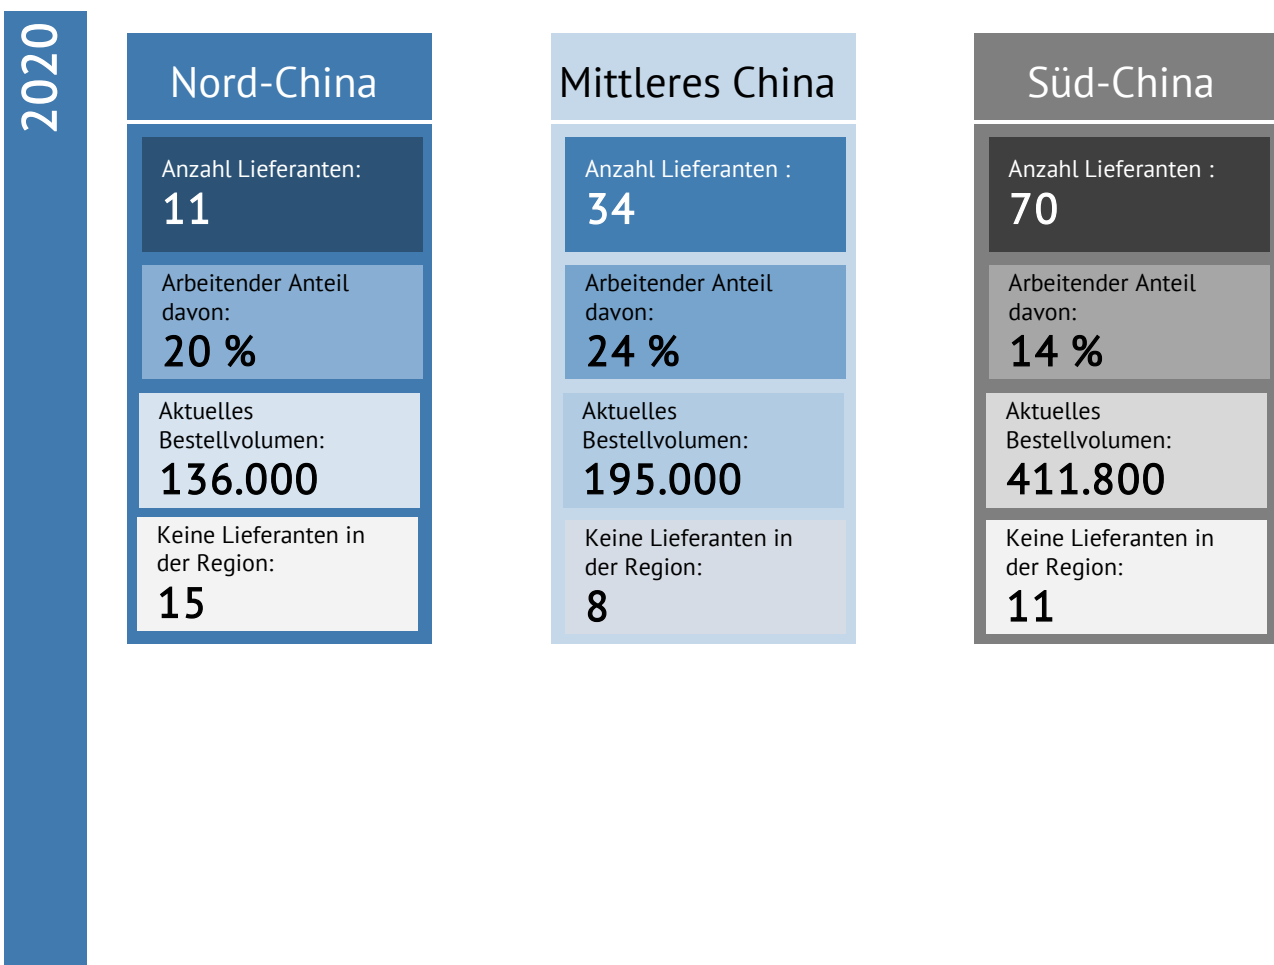 2020
Nord-China
Anzahl Lieferanten:
11
Arbeitender Anteil
davon:
20 %
Aktuelles
Bestellvolumen:
136.000
Keine Lieferanten in
der Region:
15
Mittleres China
Anzahl Lieferanten :
34
Arbeitender Anteil
davon:
24 %
Aktuelles
Bestellvolumen:
195.000
Keine Lieferanten in
der Region:
8
Süd-China
Anzahl Lieferanten :
70
Arbeitender Anteil
davon:
14 %
Aktuelles
Bestellvolumen:
411.800
Keine Lieferanten in
der Region:
11